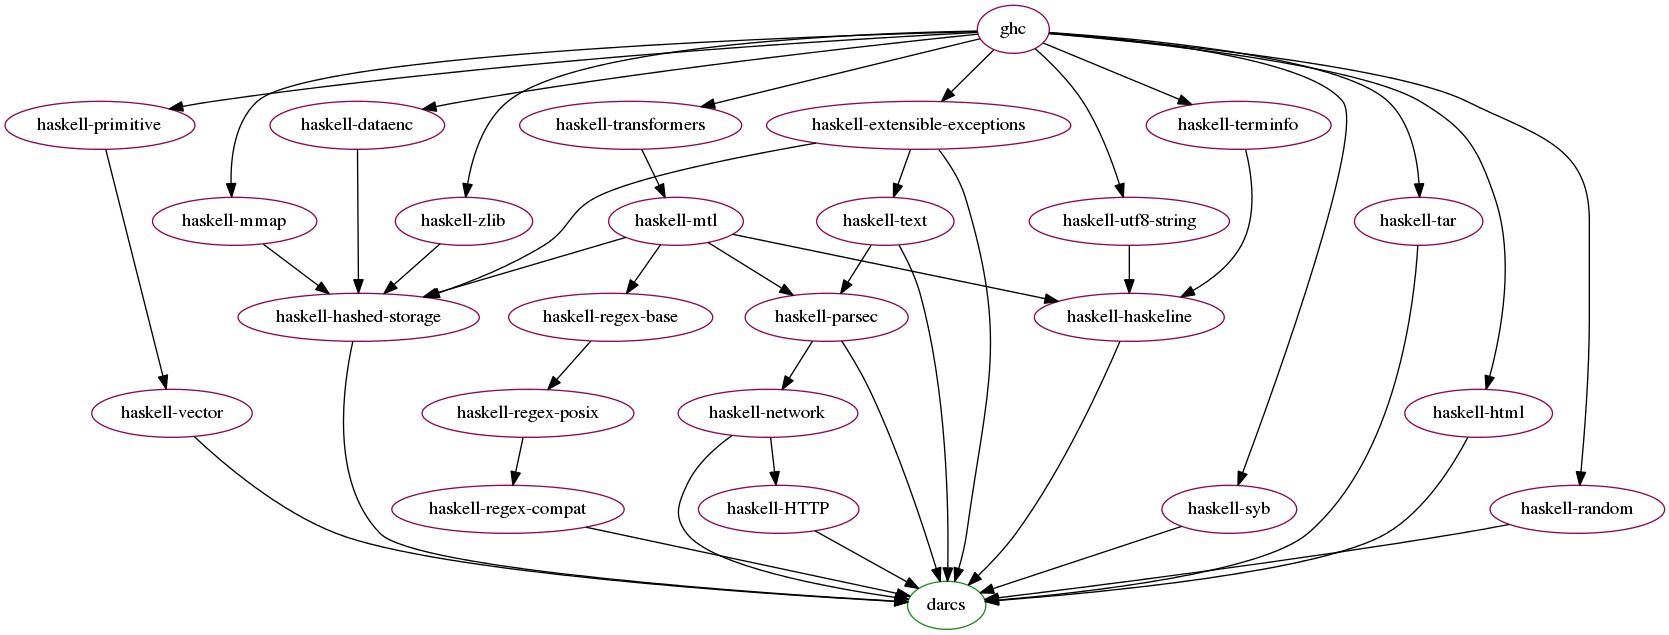 ghc
haskell-primitive
haskell-dataenc
haskell-transformers
haskell-extensible-exceptions
haskell-terminfo
haskell-mmap
haskell-zlib
haskell-mtl
haskell-text
haskell-utf8-string
haskell-tar
haskell-hashed-storage
haskell-regex-base
haskell-parsec
haskell-haskeline
haskell-vector
haskell-regex-posix
haskell-network
haskell-html
haskell-regex-compat
haskell-HTTP
haskell-syb
haskell-random
darcs